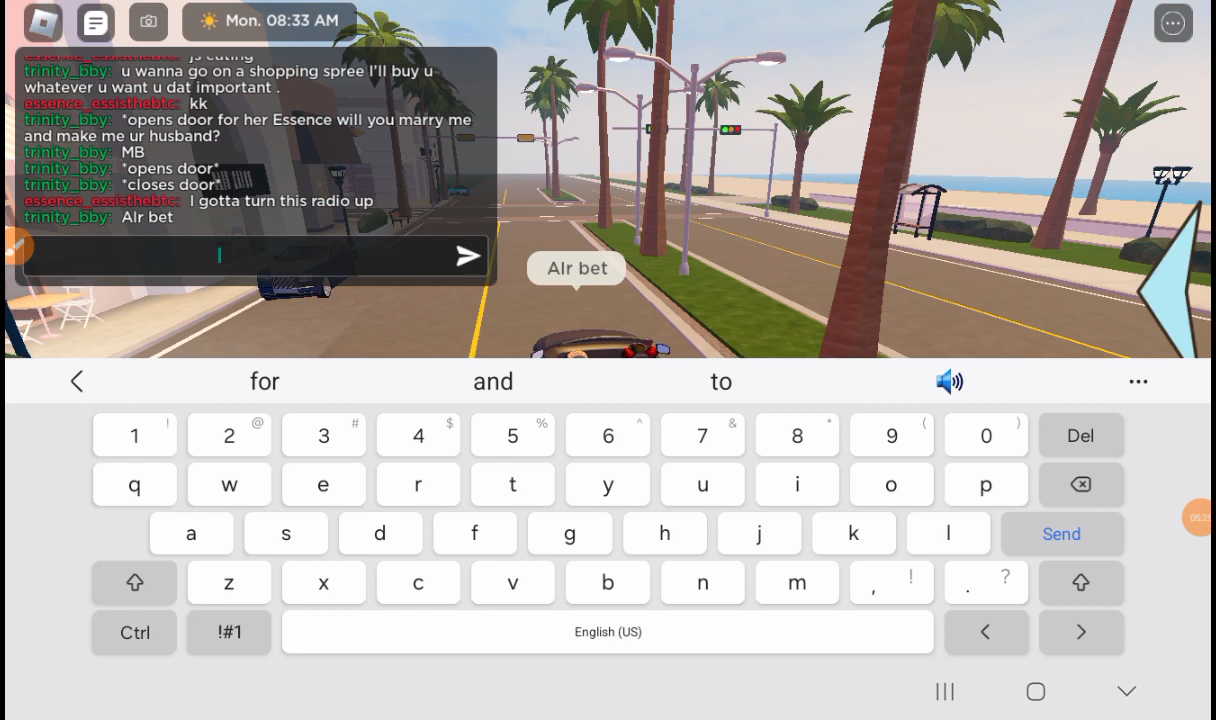 Mon. 08:33 AM
essence_essisthebtc: js eating
trinity_bby: u wanna go on a shopping spree I'll buy u
whatever u want u dat important .
essence_essisthebtc: kk
trinity_bby: *opens door for her Essence will you marry me
and make me ur husband?
trinity_bby: MB
trinity_bby: *opens door*
trinity_bby: *closes door*
essence_essisthebtc: I gotta turn this radio up
trinity_bby: Alr bet
Alr bet
for and to
1 ! 2 @ 3 # 4 $ 5 % 6 ^ 7 & 8 * 9 ( 0 ) Del
q w e r t y u i o p
a s d f g h j k l Send
z x c v b n m , ! . ?
Ctrl !#1 English (US) < >